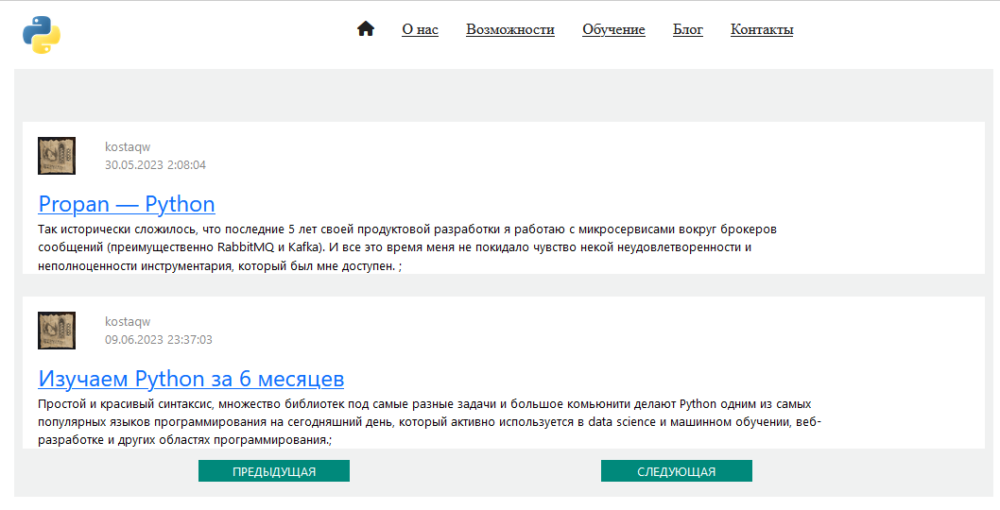 О нас Возможности Обучение Блог Контакты
kostaqw
30.05.2023 2:08:04
Propan — Python
Так исторически сложилось, что последние 5 лет своей продуктовой разработки я работаю с микросервисами вокруг брокеров
сообщений (преимущественно RabbitMQ и Kafka). И все это время меня не покидало чувство некой неудовлетворенности и
неполноценности инструментария, который был мне доступен. ;
kostaqw
09.06.2023 23:37:03
Изучаем Python за 6 месяцев
Простой и красивый синтаксис, множество библиотек под самые разные задачи и большое комьюнити делают Python одним из самых
популярных языков программирования на сегодняшний день, который активно используется в data science и машинном обучении, веб-
разработке и других областях программирования.;
ПРЕДЫДУЩАЯ СЛЕДУЮЩАЯ